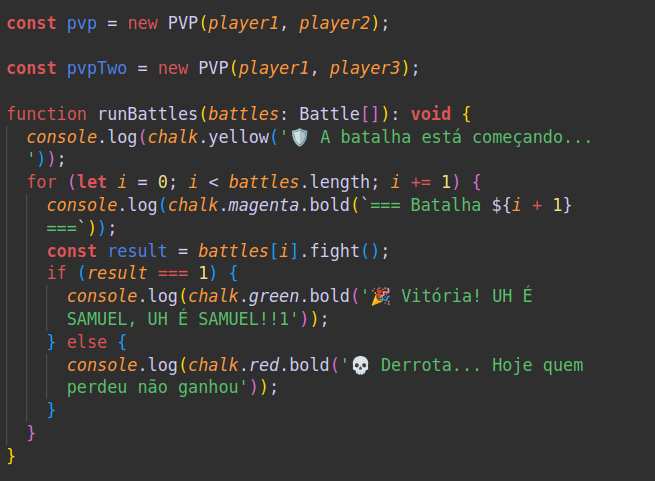 const pvp = new PVP(player1, player2);

const pvpTwo = new PVP(player1, player3);

function runBattles(battles: Battle[]): void {
  console.log(chalk.yellow('🛡️ A batalha está começando...
  '));
  for (let i = 0; i < battles.length; i += 1) {
    console.log(chalk.magenta.bold(`=== Batalha ${i + 1}
    ===`));
    const result = battles[i].fight();
    if (result === 1) {
      console.log(chalk.green.bold('🎉 Vitória! UH É
      SAMUEL, UH É SAMUEL!!1'));
    } else {
      console.log(chalk.red.bold('💀 Derrota... Hoje quem
      perdeu não ganhou'));
    }
  }
}